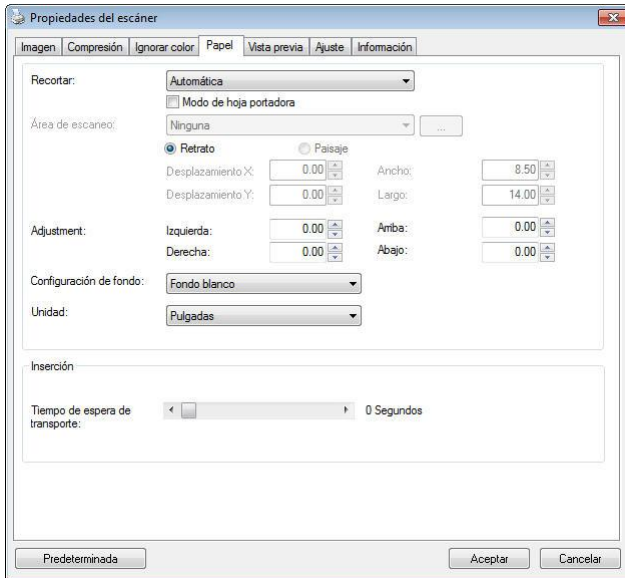 Propiedades del escáner
Imagen Compresión Ignorar color Papel Vista previa Ajuste Información
Recortar: Automática
Modo de hoja portadora
Área de escaneo: Ninguna ...
Retrato Paisaje
Desplazamiento X: 0.00 Ancho: 8.50
Desplazamiento Y: 0.00 Largo: 14.00
Adjustment: Izquierda: 0.00 Arriba: 0.00
Derecha: 0.00 Abajo: 0.00
Configuración de fondo: Fondo blanco
Unidad: Pulgadas
Inserción
Tiempo de espera de 0 Segundos
transporte:
Predeterminada Aceptar Cancelar